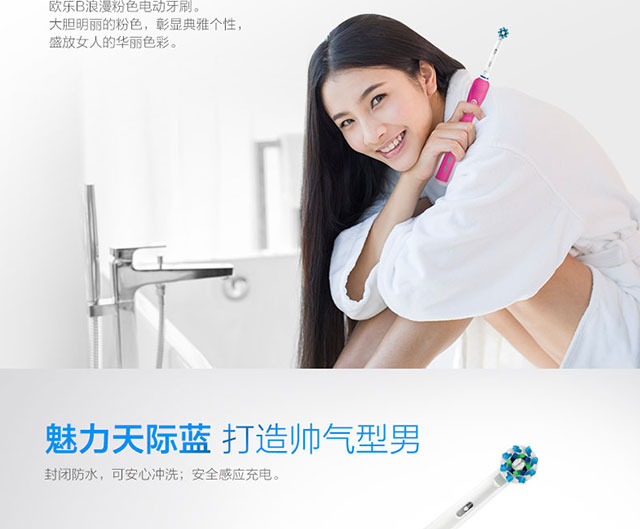 欧乐B浪漫粉色电动牙刷。
大胆明丽的粉色，彰显典雅个性，
盛放女人的华丽色彩。
魅力天际蓝 打造帅气型男
封闭防水，可安心冲洗；安全感应充电。